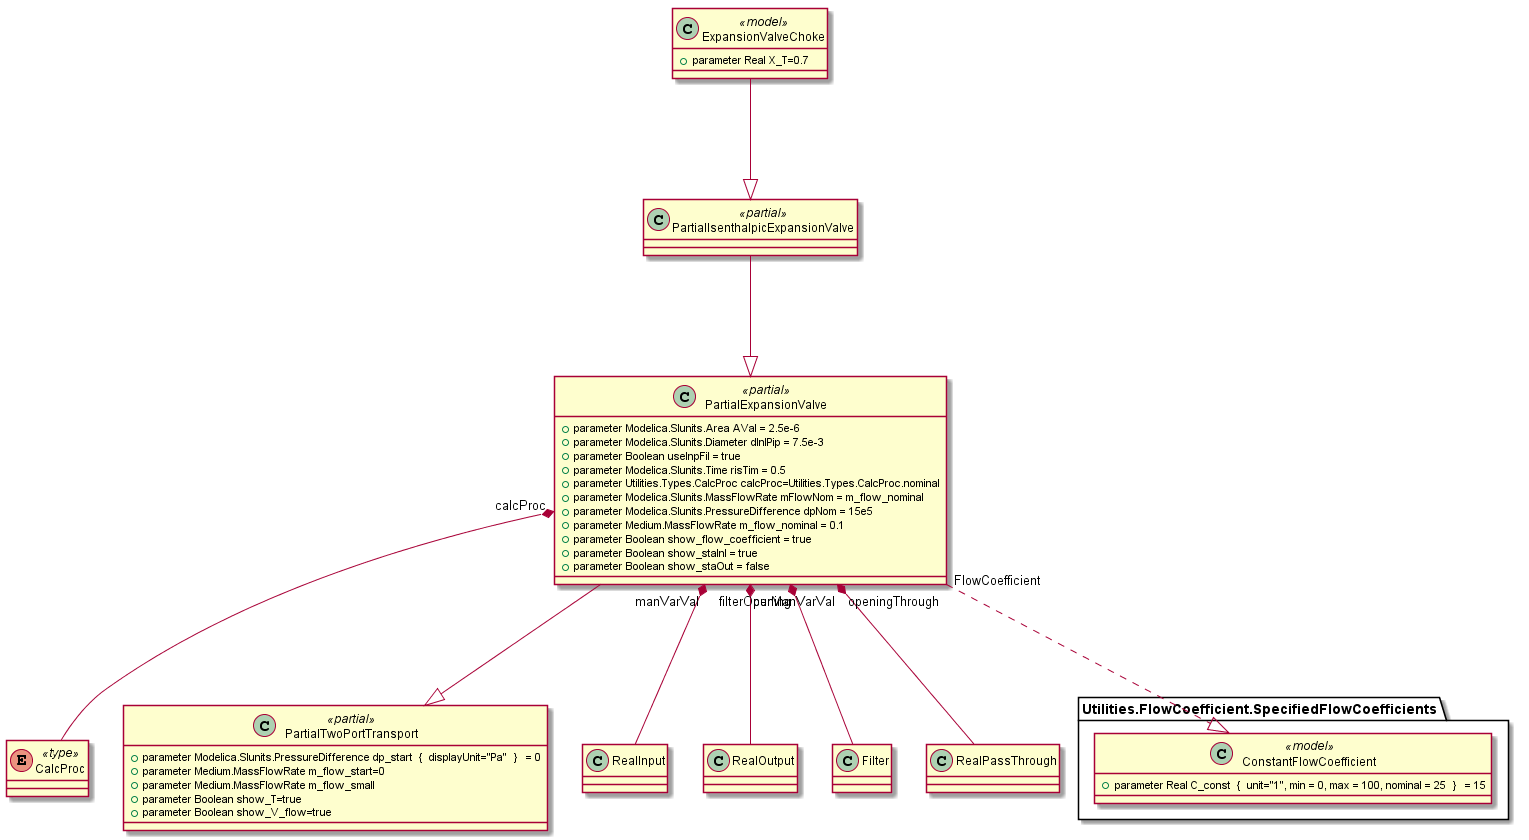 C
«model»
ExpansionValveChoke
parameter Real X_T=0.7
C
«partial»
PartialIsenthalpicExpansionValve
C
«partial»
PartialExpansionValve
parameter Modelica.SIunits.Area AVal = 2.5e-6
parameter Modelica.SIunits.Diameter dInlPip = 7.5e-3
parameter Boolean useInpFil = true
parameter Modelica.SIunits.Time risTim = 0.5
parameter Utilities.Types.CalcProc calcProc=Utilities.Types.CalcProc.nominal
parameter Modelica.SIunits.MassFlowRate mFlowNom = m_flow_nominal
parameter Modelica.SIunits.PressureDifference dpNom = 15e5
parameter Medium.MassFlowRate m_flow_nominal = 0.1
parameter Boolean show_flow_coefficient = true
parameter Boolean show_staInl = true
parameter Boolean show_staOut = false
calcProc
FlowCoefficient
manVarVal
filterOpening
curManVarVal
openingThrough
E
«type»
CalcProc
C
«partial»
PartialTwoPortTransport
parameter Modelica.SIunits.PressureDifference dp_start { displayUnit="Pa" } = 0
parameter Medium.MassFlowRate m_flow_start=0
parameter Medium.MassFlowRate m_flow_small
parameter Boolean show_T=true
parameter Boolean show_V_flow=true
C RealInput
C RealOutput
C Filter
C RealPassThrough
Utilities.FlowCoefficient.SpecifiedFlowCoefficients
C
«model»
ConstantFlowCoefficient
parameter Real C_const { unit="1", min = 0, max = 100, nominal = 25 } = 15